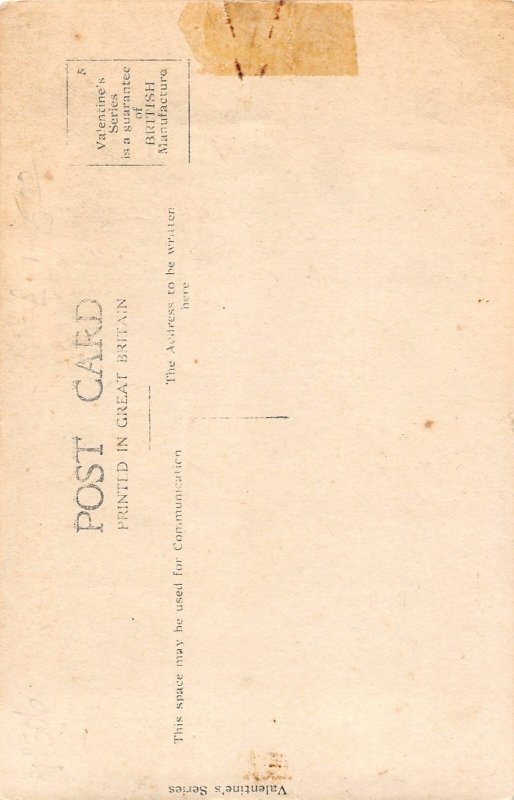 5
Valentine's
Series
is a guarantee
of
BRITISH
Manufacture
POST CARD
PRINTED IN GREAT BRITAIN
This space may be used for Communication
The Address to be written
here
Valentine's Series